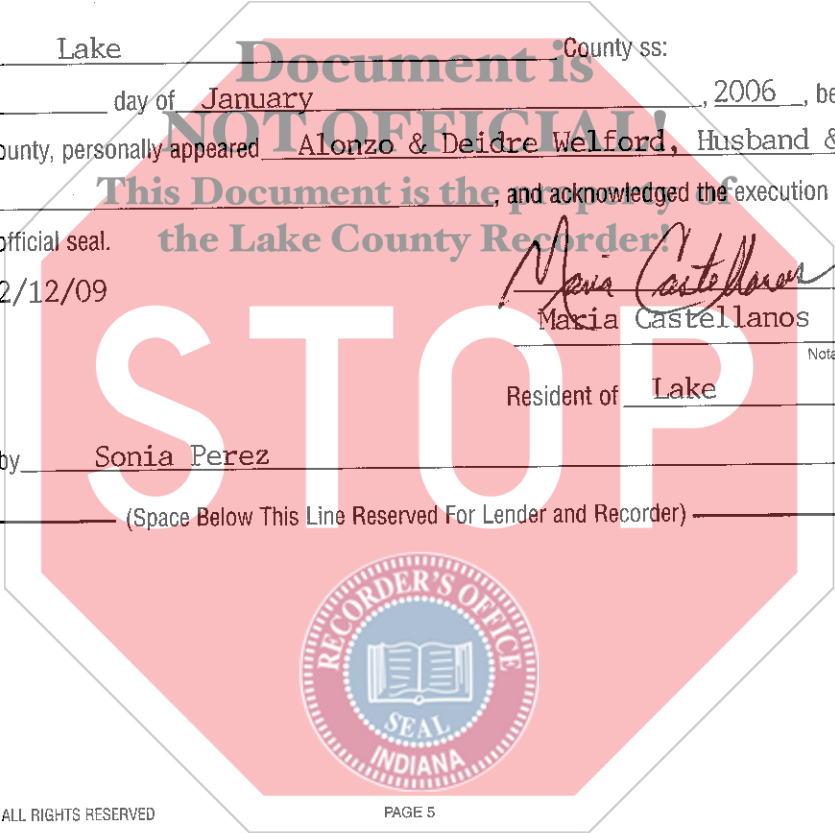 Lake County ss:
Document is
day of January , 2006 , be
NOT OFFICIAL!
ounty, personally appeared Alonzo & Deidre Welford, Husband &
This Document is the property of
, and acknowledged the execution
the Lake County Recorder!
official seal.
2/12/09
Maria Castellanos
Maria Castellanos
Nota
Resident of Lake
STOP
by Sonia Perez
(Space Below This Line Reserved For Lender and Recorder)
RECORDER'S OFFICE
SEAL
INDIANA
ALL RIGHTS RESERVED PAGE 5